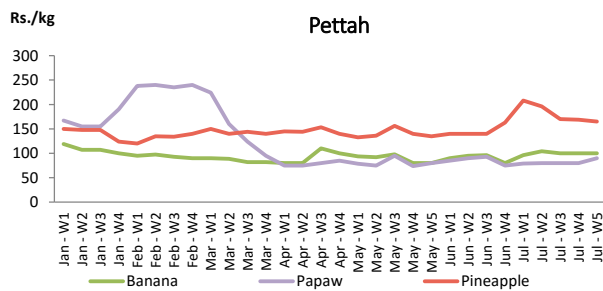 Rs./kg
Pettah
300
250
200
150
100
50
0
Jan - W1
Jan - W2
Jan - W3
Jan - W4
Feb - W1
Feb - W2
Feb - W3
Feb - W4
Mar - W1
Mar - W2
Mar - W3
Mar - W4
Apr - W1
Apr - W2
Apr - W3
Apr - W4
May - W1
May - W2
May - W3
May - W4
May - W5
Jun - W1
Jun - W2
Jun - W3
Jun - W4
Jul - W1
Jul - W2
Jul - W3
Jul - W4
Jul - W5
Banana Papaw Pineapple